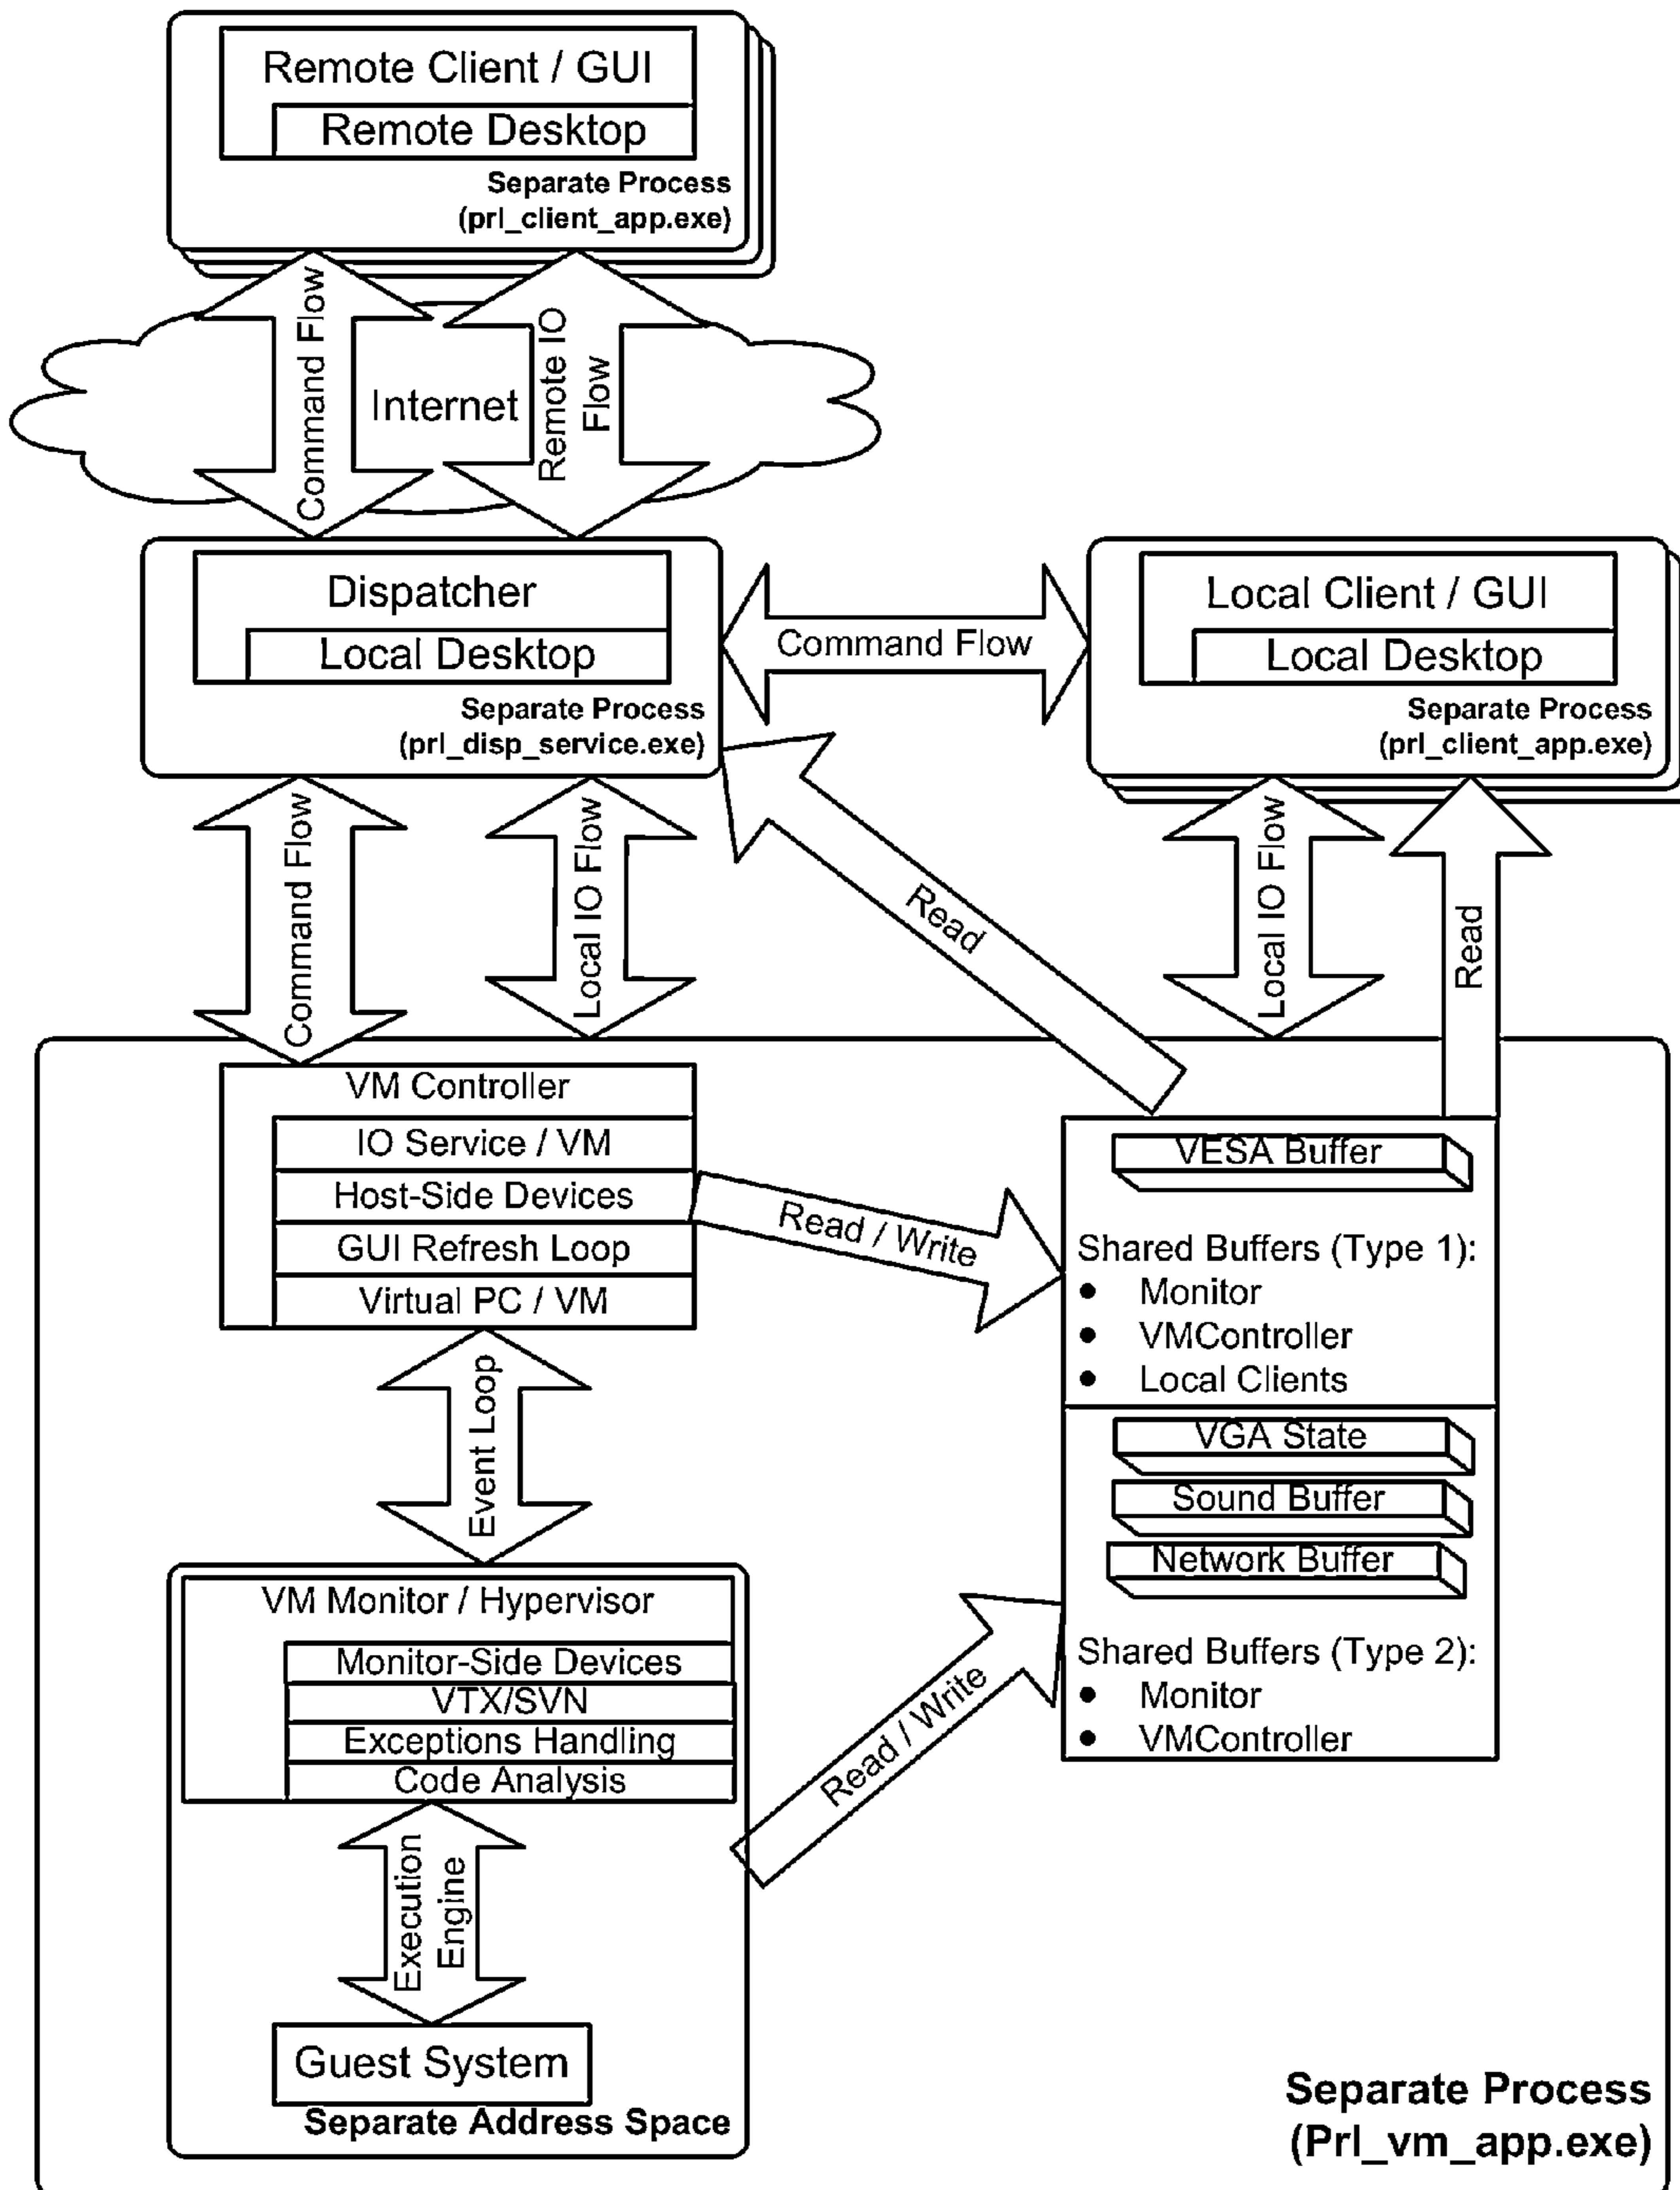 Remote Client / GUI
Remote Desktop
Separate Process
(prl_client_app.exe)
Command Flow
Internet
Remote IO
Flow
Dispatcher
Local Desktop
Separate Process
(prl_disp_service.exe)
Command Flow
Local Client / GUI
Local Desktop
Separate Process
(prl_client_app.exe)
Command Flow
Local IO Flow
Read
Local IO Flow
Read
VM Controller
IO Service / VM
Host-Side Devices
GUI Refresh Loop
Virtual PC / VM
Read / Write
VESA Buffer
Shared Buffers (Type 1):
• Monitor
• VMController
• Local Clients
VGA State
Sound Buffer
Network Buffer
Shared Buffers (Type 2):
• Monitor
• VMController
Event Loop
VM Monitor / Hypervisor
Monitor-Side Devices
VTX/SVN
Exceptions Handling
Code Analysis
Read / Write
Execution
Engine
Guest System
Separate Address Space
Separate Process
(Prl_vm_app.exe)